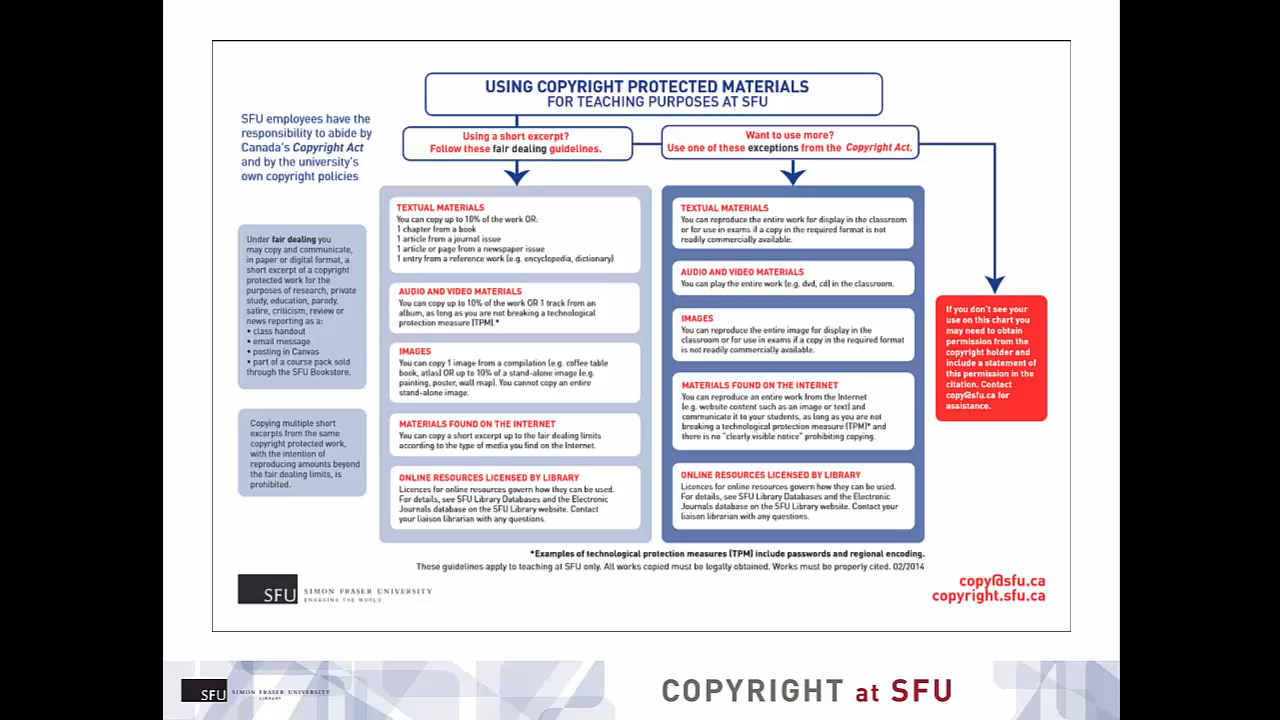 USING COPYRIGHT PROTECTED MATERIALS
FOR TEACHING PURPOSES AT SFU
SFU employees have the
responsibility to abide by
Canada's Copyright Act
and by the university's
own copyright policies
Using a short excerpt?
Follow these fair dealing guidelines.
Want to use more?
Use one of these exceptions from the Copyright Act.
Under fair dealing you
may copy and communicate,
in paper or digital format, a
short excerpt of a copyright
protected work for the
purposes of research, private
study, education, parody,
satire, criticism, review or
news reporting as a:
• class handout
• email message
• posting in Canvas
• part of a course pack sold
through the SFU Bookstore.
Copying multiple short
excerpts from the same
copyright protected work,
with the intention of
reproducing amounts beyond
the fair dealing limits, is
prohibited.
TEXTUAL MATERIALS
You can copy up to 10% of the work OR:
1 chapter from a book
1 article from a journal issue
1 article or page from a newspaper issue
1 entry from a reference work (e.g. encyclopedia, dictionary)
AUDIO AND VIDEO MATERIALS
You can copy up to 10% of the work OR 1 track from an
album, as long as you are not breaking a technological
protection measure (TPM).*
IMAGES
You can copy 1 image from a compilation (e.g. coffee table
book, atlas) OR up to 10% of a stand-alone image (e.g.
painting, poster, wall map). You cannot copy an entire
stand-alone image.
MATERIALS FOUND ON THE INTERNET
You can copy a short excerpt up to the fair dealing limits
according to the type of media you find on the Internet.
ONLINE RESOURCES LICENSED BY LIBRARY
Licences for online resources govern how they can be used.
For details, see SFU Library Databases and the Electronic
Journals database on the SFU Library website. Contact
your liaison librarian with any questions.
TEXTUAL MATERIALS
You can reproduce the entire work for display in the classroom
or for use in exams if a copy in the required format is not
readily commercially available.
AUDIO AND VIDEO MATERIALS
You can play the entire work (e.g. dvd, cd) in the classroom.
IMAGES
You can reproduce the entire image for display in the
classroom or for use in exams if a copy in the required format
is not readily commercially available.
MATERIALS FOUND ON THE INTERNET
You can reproduce an entire work from the Internet
(e.g. website content such as an image or text) and
communicate it to your students, as long as you are not
breaking a technological protection measure (TPM)* and
there is no "clearly visible notice" prohibiting copying.
ONLINE RESOURCES LICENSED BY LIBRARY
Licences for online resources govern how they can be used.
For details, see SFU Library Databases and the Electronic
Journals database on the SFU Library website. Contact your
liaison librarian with any questions.
If you don't see your
use on this chart you
may need to obtain
permission from the
copyright holder and
include a statement of
this permission in the
citation. Contact
copy@sfu.ca for
assistance.
*Examples of technological protection measures (TPM) include passwords and regional encoding.
These guidelines apply to teaching at SFU only. All works copied must be legally obtained. Works must be properly cited. 02/2014
SFU SIMON FRASER UNIVERSITY
ENGAGING THE WORLD
copy@sfu.ca
copyright.sfu.ca
SFU SIMON FRASER UNIVERSITY
LIBRARY
COPYRIGHT at SFU